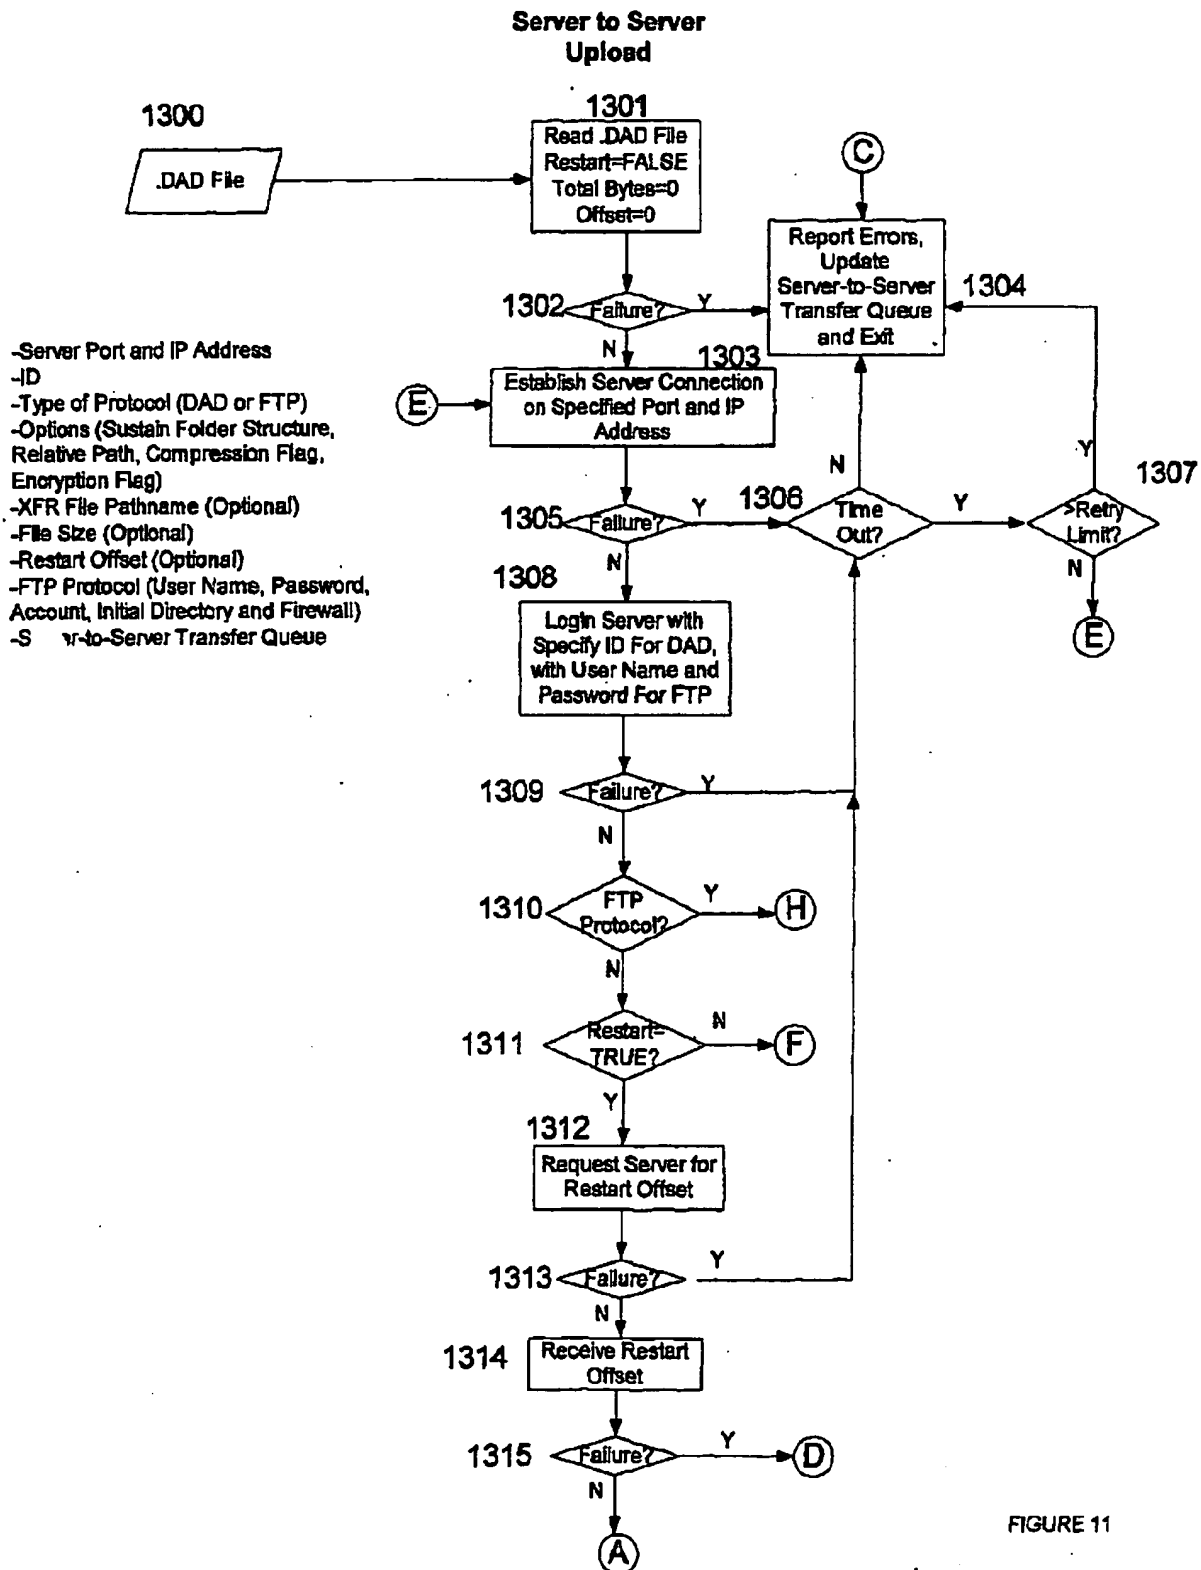 Server to Server
Upload
1300
.DAD File
1301
Read .DAD File
Restart=FALSE
Total Bytes=0
Offset=0
C
Report Errors,
Update
Server-to-Server
Transfer Queue
and Exit
1304
1302
Failure?
Y
N
1303
-Server Port and IP Address
-ID
-Type of Protocol (DAD or FTP)
-Options (Sustain Folder Structure,
Relative Path, Compression Flag,
Encryption Flag)
-XFR File Pathname (Optional)
-File Size (Optional)
-Restart Offset (Optional)
-FTP Protocol (User Name, Password,
Account, Initial Directory and Firewall)
-S r-to-Server Transfer Queue
E
Establish Server Connection
on Specified Port and IP
Address
N
Y
1305
Failure?
Y
N
1306
Time
Out?
Y
1307
>Retry
Limit?
N
E
1308
Login Server with
Specify ID For DAD,
with User Name and
Password For FTP
1309
Failure?
Y
N
1310
FTP
Protocol?
Y
H
N
1311
Restart=
TRUE?
N
F
Y
1312
Request Server for
Restart Offset
1313
Failure?
Y
N
1314
Receive Restart
Offset
1315
Failure?
Y
D
N
A
FIGURE 11